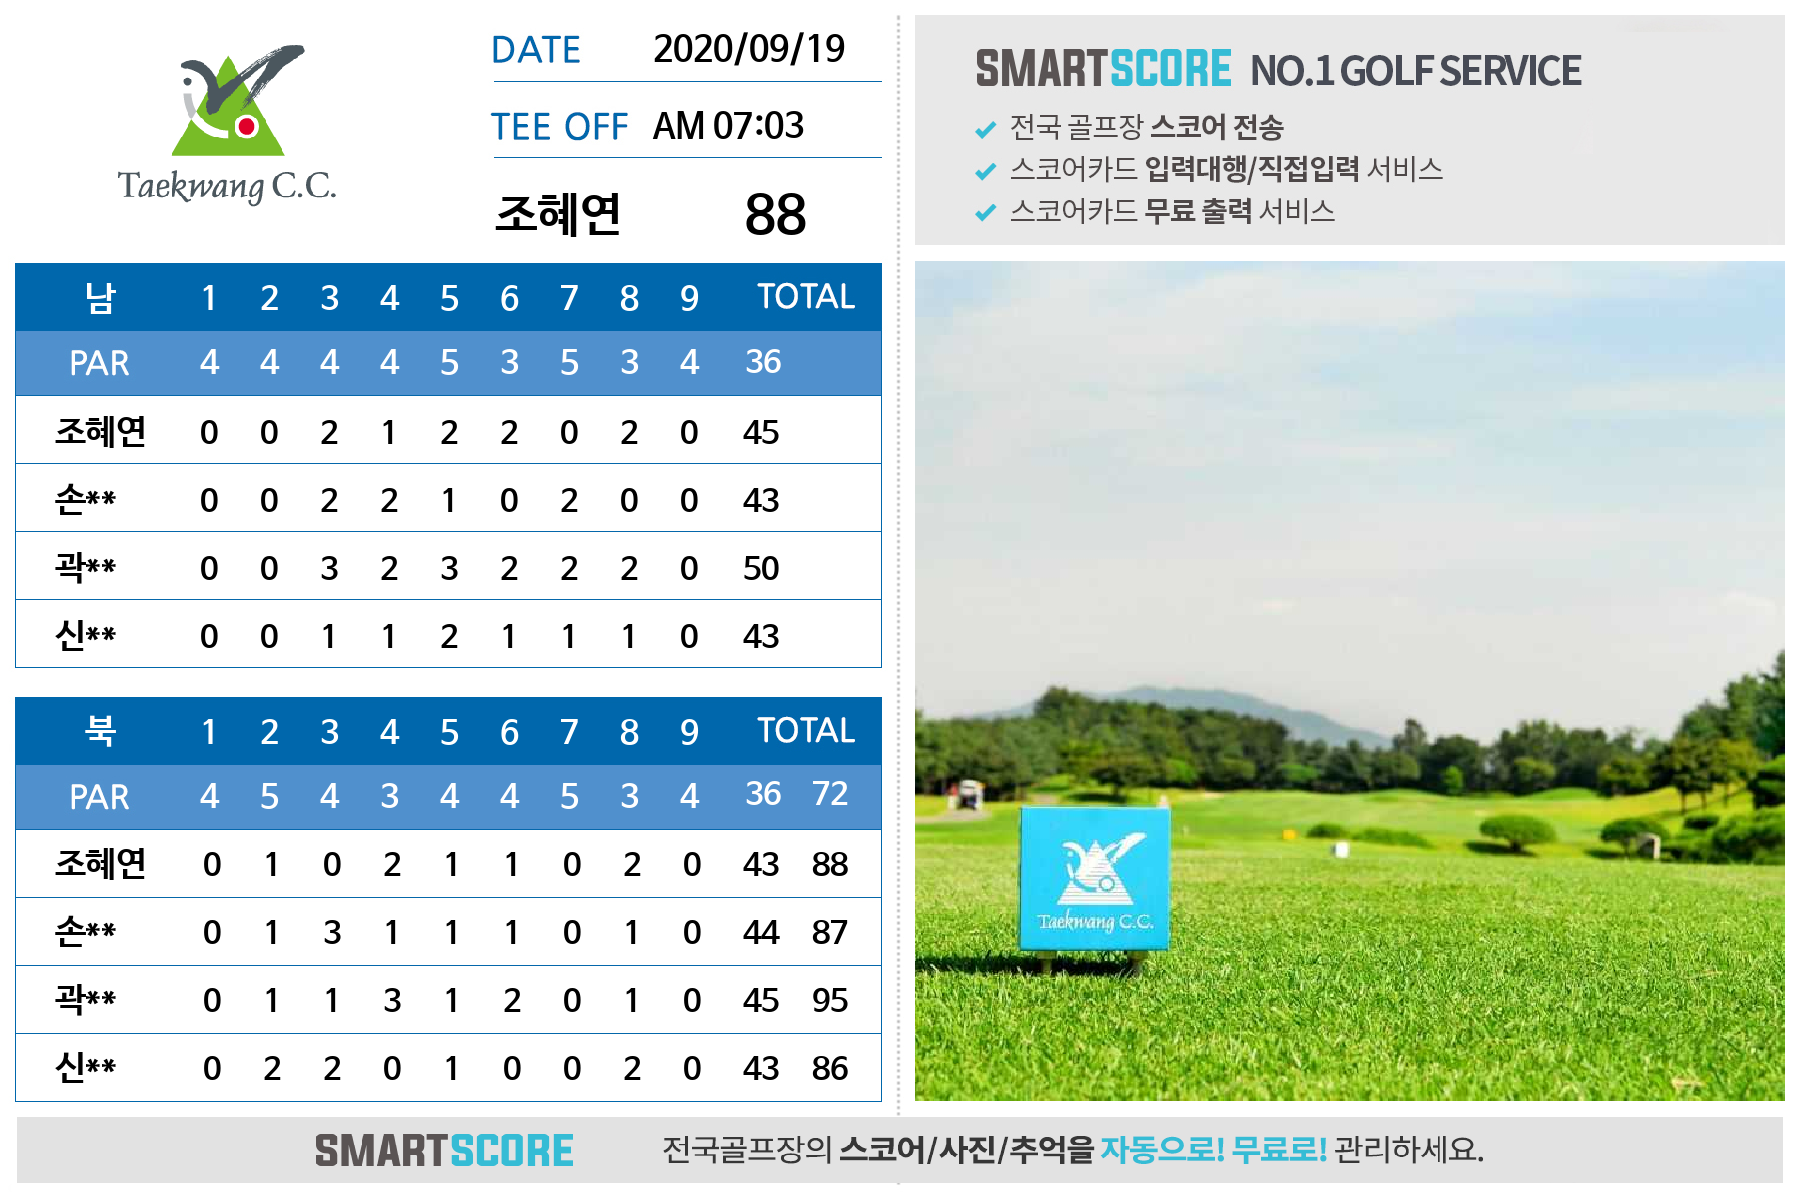 Taekwang C.C.
DATE 2020/09/19
TEE OFF AM 07:03
조혜연 88
남 1 2 3 4 5 6 7 8 9 TOTAL
PAR 4 4 4 4 5 3 5 3 4 36
조혜연 0 0 2 1 2 2 0 2 0 45
손** 0 0 2 2 1 0 2 0 0 43
곽** 0 0 3 2 3 2 2 2 0 50
신** 0 0 1 1 2 1 1 1 0 43
북 1 2 3 4 5 6 7 8 9 TOTAL
PAR 4 5 4 3 4 4 5 3 4 36 72
조혜연 0 1 0 2 1 1 0 2 0 43 88
손** 0 1 3 1 1 1 0 1 0 44 87
곽** 0 1 1 3 1 2 0 1 0 45 95
신** 0 2 2 0 1 0 0 2 0 43 86
SMARTSCORE NO.1 GOLF SERVICE
전국 골프장 스코어 전송
스코어카드 입력대행/직접입력 서비스
스코어카드 무료 출력 서비스
Taekwang C.C.
SMARTSCORE 전국골프장의 스코어/사진/추억을 자동으로! 무료로! 관리하세요.